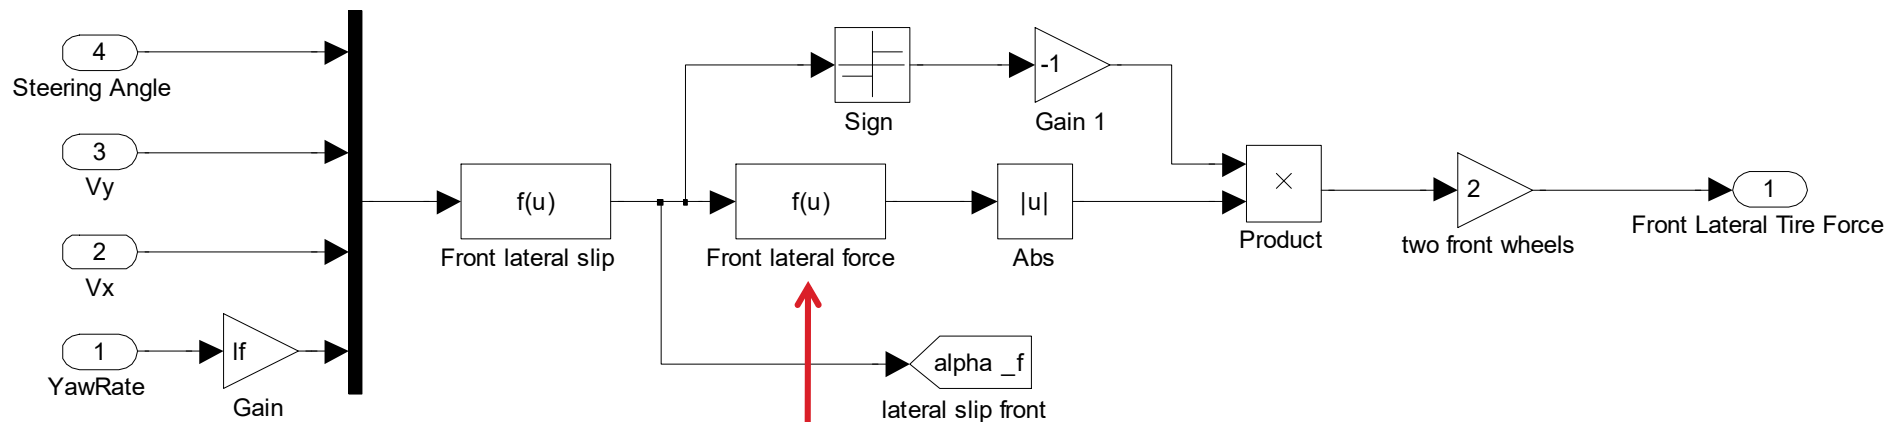 4
Steering Angle
3
Vy
2
Vx
1
YawRate
lf
Gain
f(u)
Front lateral slip
Sign
-1
Gain 1
f(u)
Front lateral force
|u|
Abs
alpha _f
lateral slip front
×
Product
2
two front wheels
1
Front Lateral Tire Force